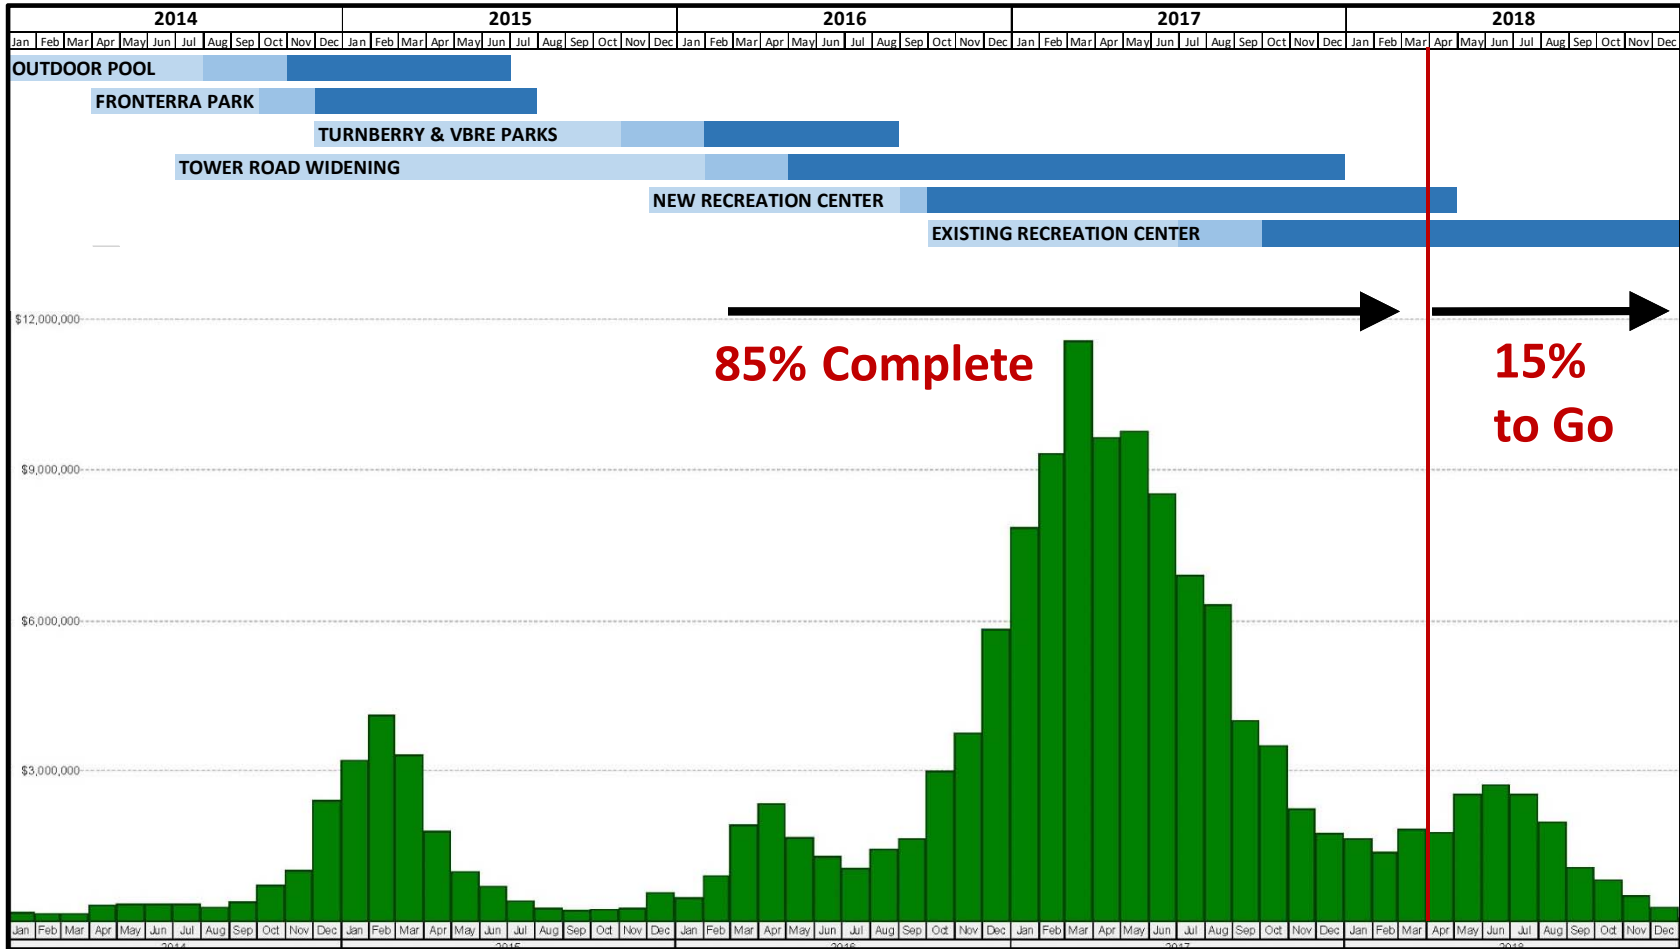 2014 2015 2016 2017 2018
Jan Feb Mar Apr May Jun Jul Aug Sep Oct Nov Dec Jan Feb Mar Apr May Jun Jul Aug Sep Oct Nov Dec Jan Feb Mar Apr May Jun Jul Aug Sep Oct Nov Dec Jan Feb Mar Apr May Jun Jul Aug Sep Oct Nov Dec Jan Feb Mar Apr May Jun Jul Aug Sep Oct Nov Dec
OUTDOOR POOL
FRONTERRA PARK
TURNBERRY & VBRE PARKS
TOWER ROAD WIDENING
NEW RECREATION CENTER
EXISTING RECREATION CENTER
$12,000,000
85% Complete
15%
to Go
$9,000,000
$6,000,000
$3,000,000
Jan Feb Mar Apr May Jun Jul Aug Sep Oct Nov Dec Jan Feb Mar Apr May Jun Jul Aug Sep Oct Nov Dec Jan Feb Mar Apr May Jun Jul Aug Sep Oct Nov Dec Jan Feb Mar Apr May Jun Jul Aug Sep Oct Nov Dec Jan Feb Mar Apr May Jun Jul Aug Sep Oct Nov Dec
2014 2015 2016 2017 2018